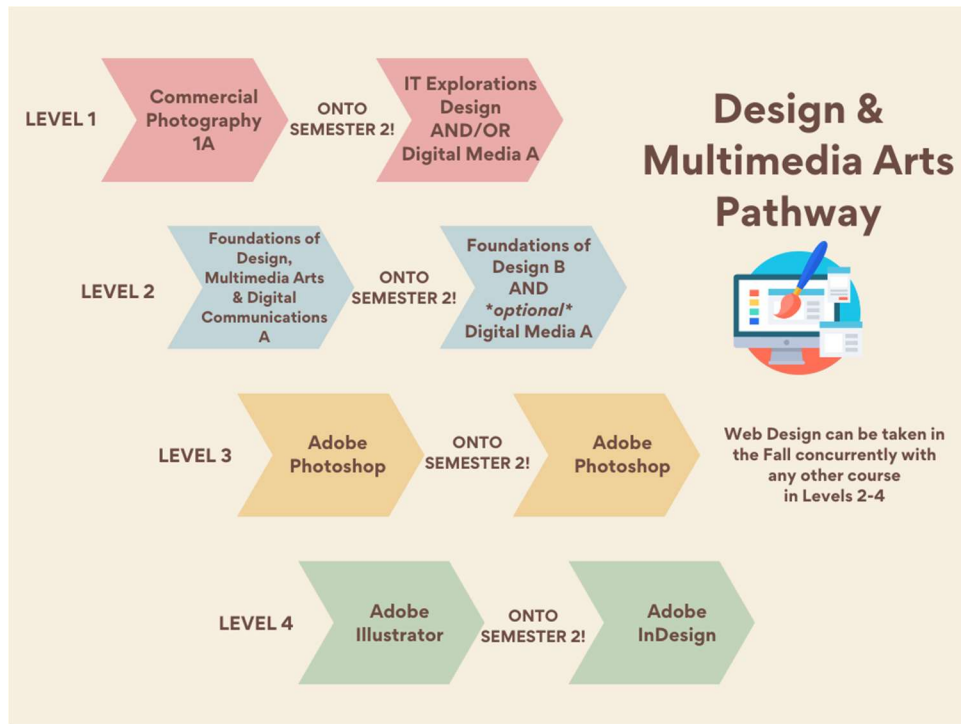 Design &
Multimedia Arts
Pathway
LEVEL 1
Commercial
Photography
1A
ONTO
SEMESTER 2!
IT Explorations
Design
AND/OR
Digital Media A
LEVEL 2
Foundations of
Design,
Multimedia Arts
& Digital
Communications
A
ONTO
SEMESTER 2!
Foundations of
Design B
AND
*optional*
Digital Media A
LEVEL 3
Adobe
Photoshop
ONTO
SEMESTER 2!
Adobe
Photoshop
Web Design can be taken in
the Fall concurrently with
any other course
in Levels 2-4
LEVEL 4
Adobe
Illustrator
ONTO
SEMESTER 2!
Adobe
InDesign